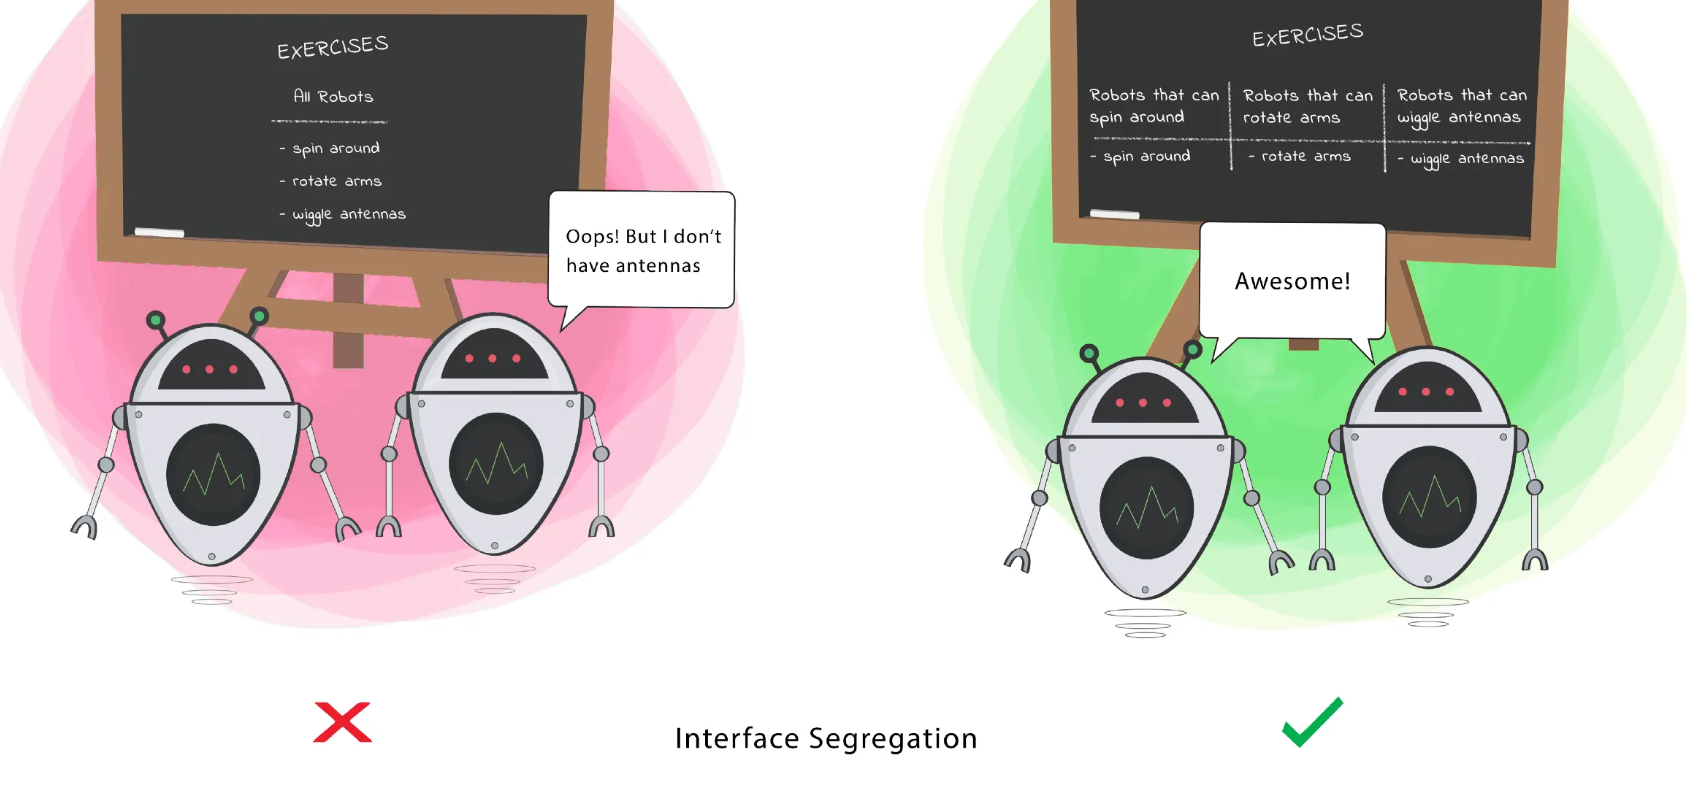 EXERCISES
All Robots
- spin around
- rotate arms
- wiggle antennas
Oops! But I don't
have antennas
EXERCISES
Robots that can
spin around
Robots that can
rotate arms
Robots that can
wiggle antennas
- spin around
- rotate arms
- wiggle antennas
Awesome!
Interface Segregation